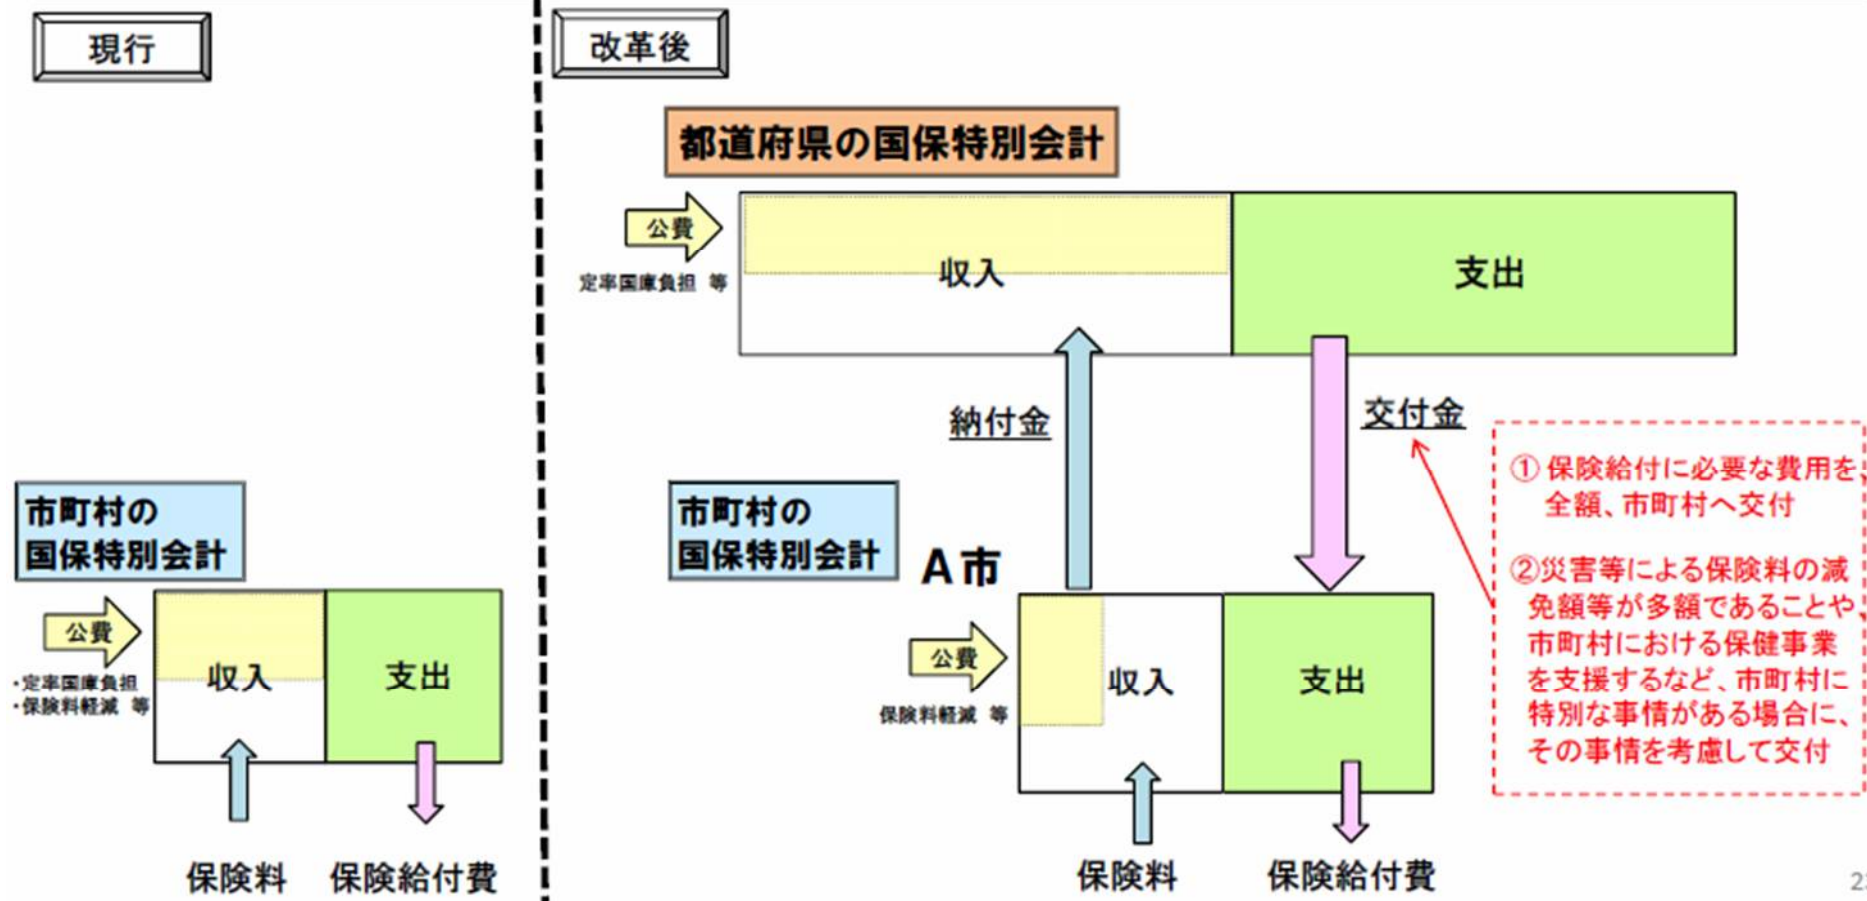 現行
市町村の
国保特別会計
公費
・定率国庫負担
・保険料軽減 等
収入
支出
保険料
保険給付費
改革後
都道府県の国保特別会計
公費
定率国庫負担 等
収入
支出
納付金
交付金
市町村の
国保特別会計
A市
公費
保険料軽減 等
収入
支出
保険料
保険給付費
① 保険給付に必要な費用を、
全額、市町村へ交付
②災害等による保険料の減
免額等が多額であることや、
市町村における保健事業
を支援するなど、市町村に
特別な事情がある場合に、
その事情を考慮して交付